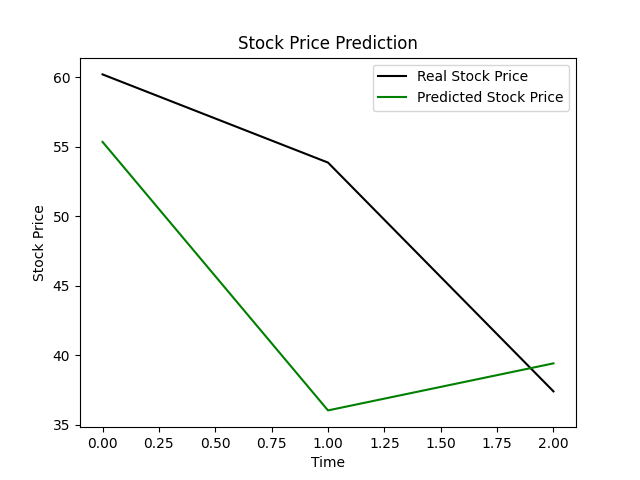 Stock Price Prediction
Real Stock Price
Predicted Stock Price
Stock Price
60
55
50
45
40
35
0.00 0.25 0.50 0.75 1.00 1.25 1.50 1.75 2.00
Time